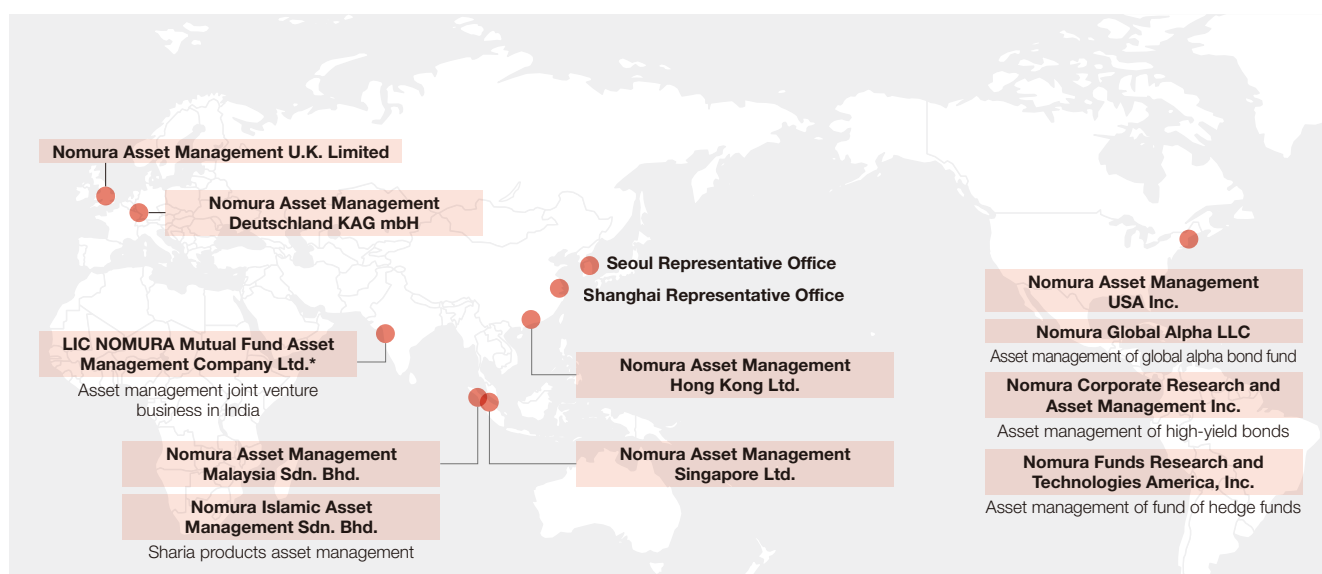 Nomura Asset Management U.K. Limited
Nomura Asset Management
Deutschland KAG mbH
Seoul Representative Office
Shanghai Representative Office
LIC NOMURA Mutual Fund Asset
Management Company Ltd.*
Asset management joint venture
business in India
Nomura Asset Management
Hong Kong Ltd.
Nomura Asset Management
Malaysia Sdn. Bhd.
Nomura Islamic Asset
Management Sdn. Bhd.
Sharia products asset management
Nomura Asset Management
Singapore Ltd.
Nomura Asset Management
USA Inc.
Nomura Global Alpha LLC
Asset management of global alpha bond fund
Nomura Corporate Research and
Asset Management Inc.
Asset management of high-yield bonds
Nomura Funds Research and
Technologies America, Inc.
Asset management of fund of hedge funds